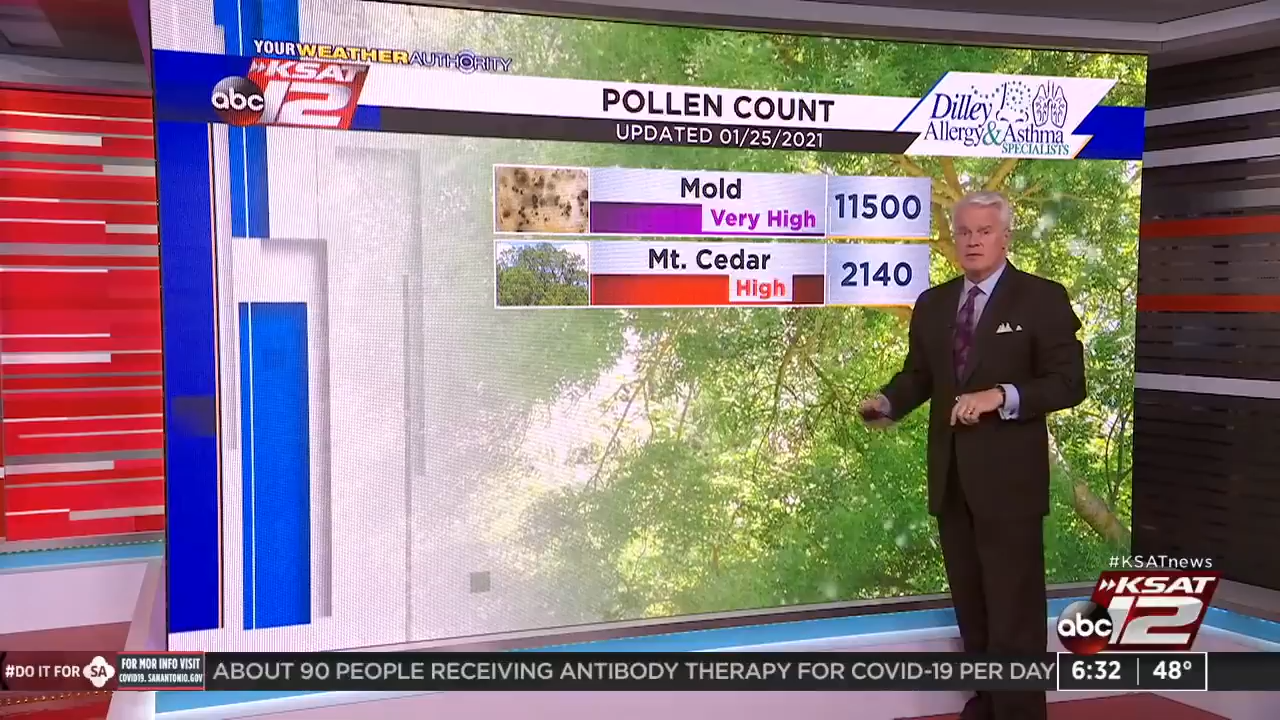 YOUR WEATHER AUTHORITY
abc KSAT 12
POLLEN COUNT
UPDATED 01/25/2021
Dilley
Allergy & Asthma
SPECIALISTS
Mold
Very High
11500
Mt. Cedar
High
2140
#KSATnews
KSAT
abc 12
#DO IT FOR SA
FOR MOR INFO VISIT
COVID19.SANANTONIO.GOV
ABOUT 90 PEOPLE RECEIVING ANTIBODY THERAPY FOR COVID-19 PER DAY
6:32 48°